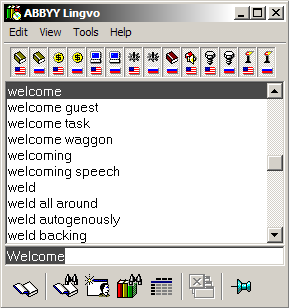 ABBYY Lingvo
Edit View Tools Help
welcome
welcome guest
welcome task
welcome waggon
welcoming
welcoming speech
weld
weld all around
weld autogenously
weld backing
Welcome